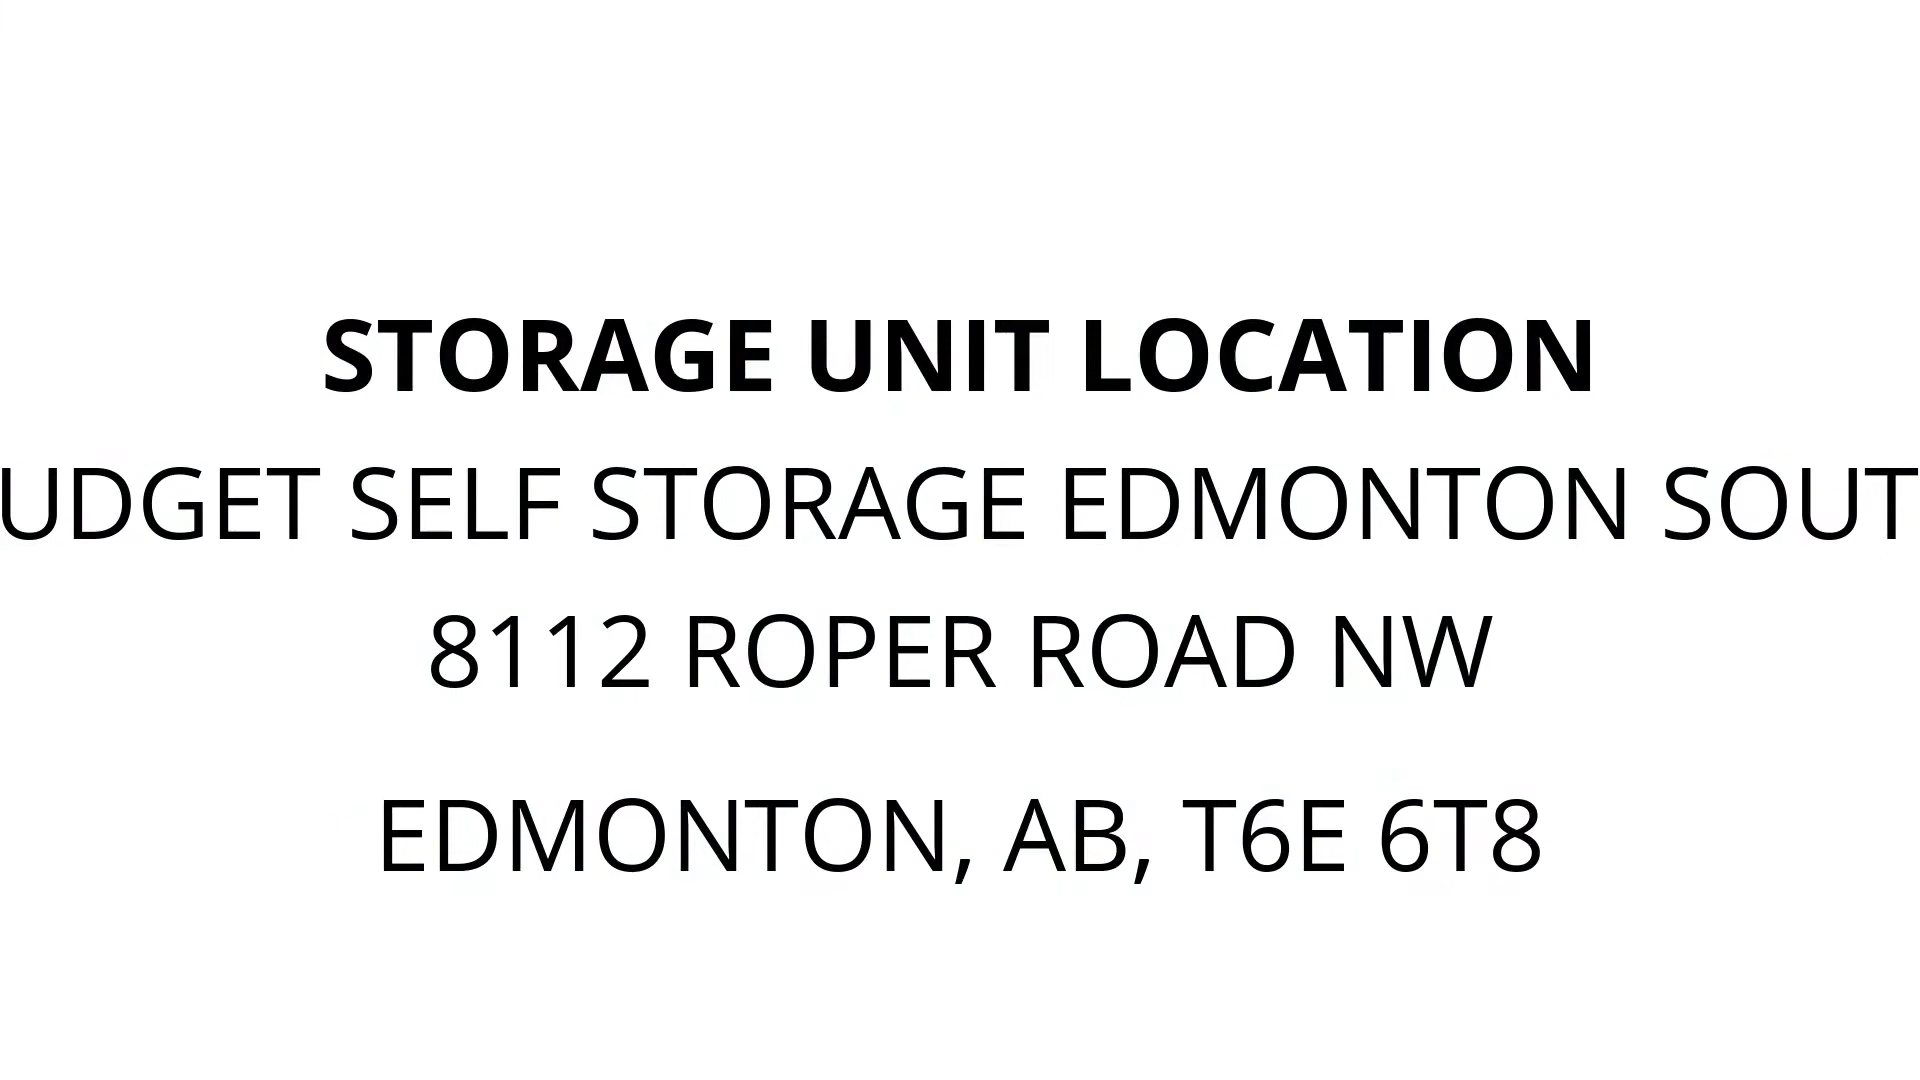 STORAGE UNIT LOCATION
UDGET SELF STORAGE EDMONTON SOUT
8112 ROPER ROAD NW
EDMONTON, AB, T6E 6T8